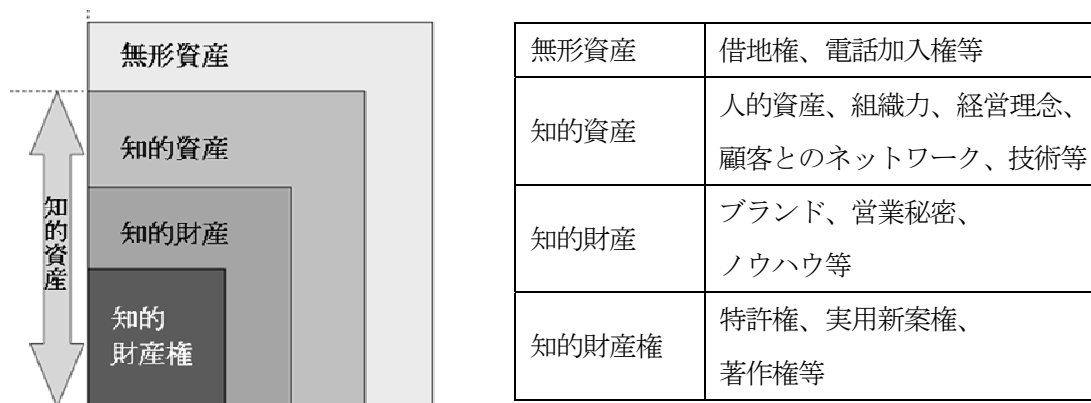 無形資産
知的資産
知的財産
知的
財産権
知的資産
無形資産
借地権、電話加入権等
知的資産
人的資産、組織力、経営理念、
顧客とのネットワーク、技術等
知的財産
ブランド、営業秘密、
ノウハウ等
知的財産権
特許権、実用新案権、
著作権等